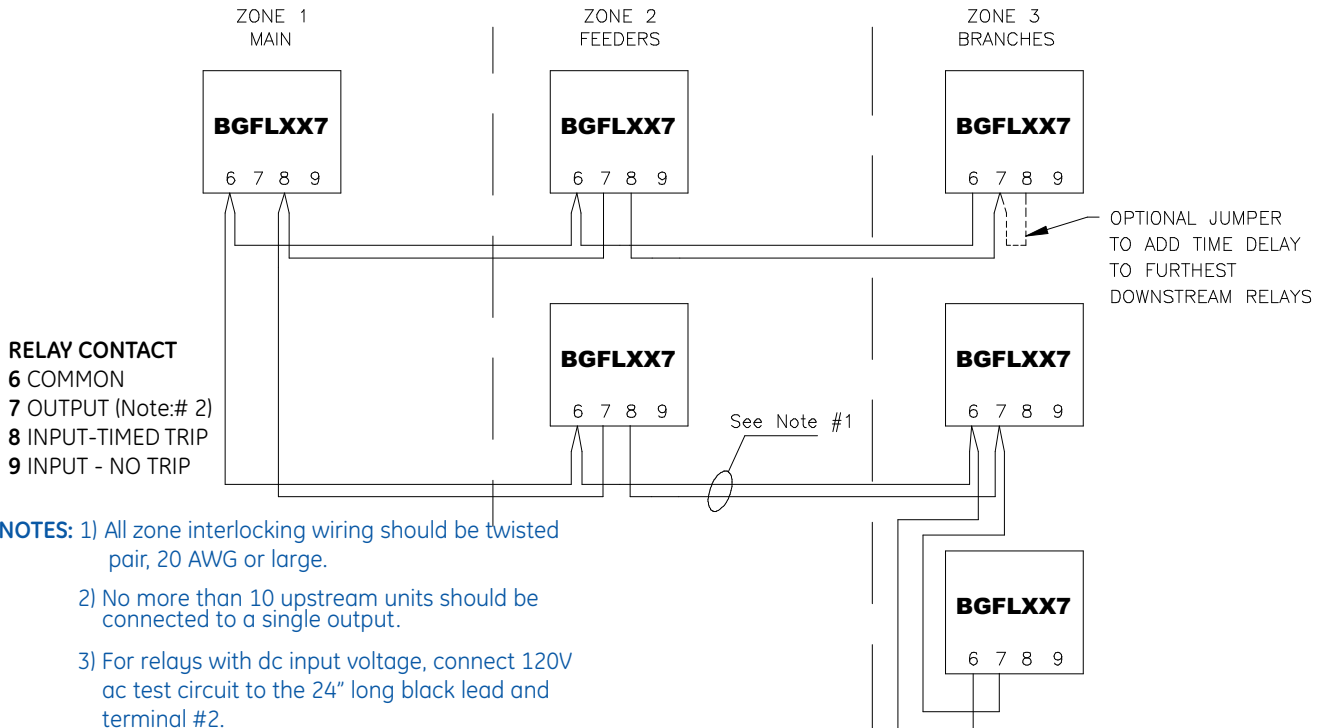 ZONE 1
MAIN
ZONE 2
FEEDERS
ZONE 3
BRANCHES
BGFLXX7
6 7 8 9
BGFLXX7
6 7 8 9
BGFLXX7
6 7 8 9
OPTIONAL JUMPER
TO ADD TIME DELAY
TO FURTHEST
DOWNSTREAM RELAYS
BGFLXX7
6 7 8 9
BGFLXX7
6 7 8 9
See Note #1
RELAY CONTACT
6 COMMON
7 OUTPUT (Note:# 2)
8 INPUT-TIMED TRIP
9 INPUT - NO TRIP
BGFLXX7
6 7 8 9
NOTES: 1) All zone interlocking wiring should be twisted
pair, 20 AWG or large.
2) No more than 10 upstream units should be
connected to a single output.
3) For relays with dc input voltage, connect 120V
ac test circuit to the 24” long black lead and
terminal #2.